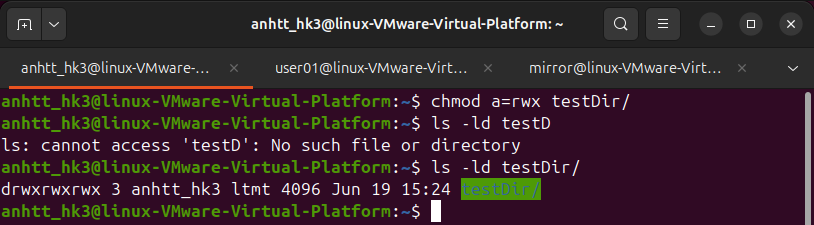 anhtt_hk3@linux-VMware-Virtual-Platform: ~
anhtt_hk3@linux-VMware-... user01@linux-VMware-Virt... mirror@linux-VMware-Virt...
anhtt_hk3@linux-VMware-Virtual-Platform:~$ chmod a=rwx testDir/
anhtt_hk3@linux-VMware-Virtual-Platform:~$ ls -ld testD
ls: cannot access 'testD': No such file or directory
anhtt_hk3@linux-VMware-Virtual-Platform:~$ ls -ld testDir/
drwxrwxrwx 3 anhtt_hk3 ltmt 4096 Jun 19 15:24 testDir/
anhtt_hk3@linux-VMware-Virtual-Platform:~$